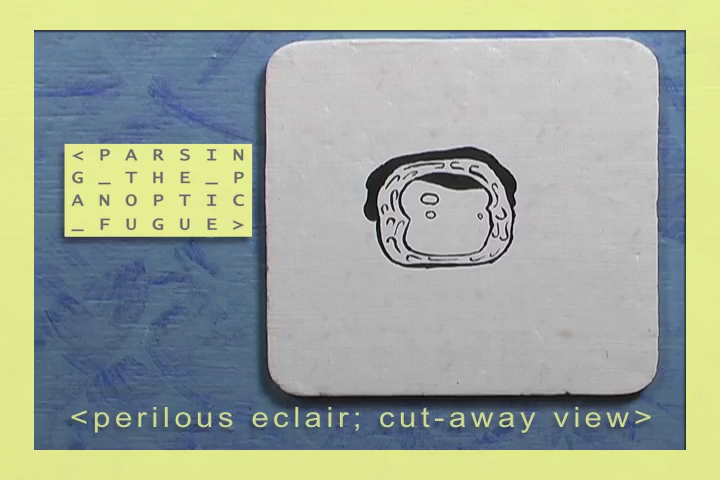 < P A R S I N
G _ T H E _ P
A N O P T I C
_ F U G U E >
<perilous eclair; cut-away view>